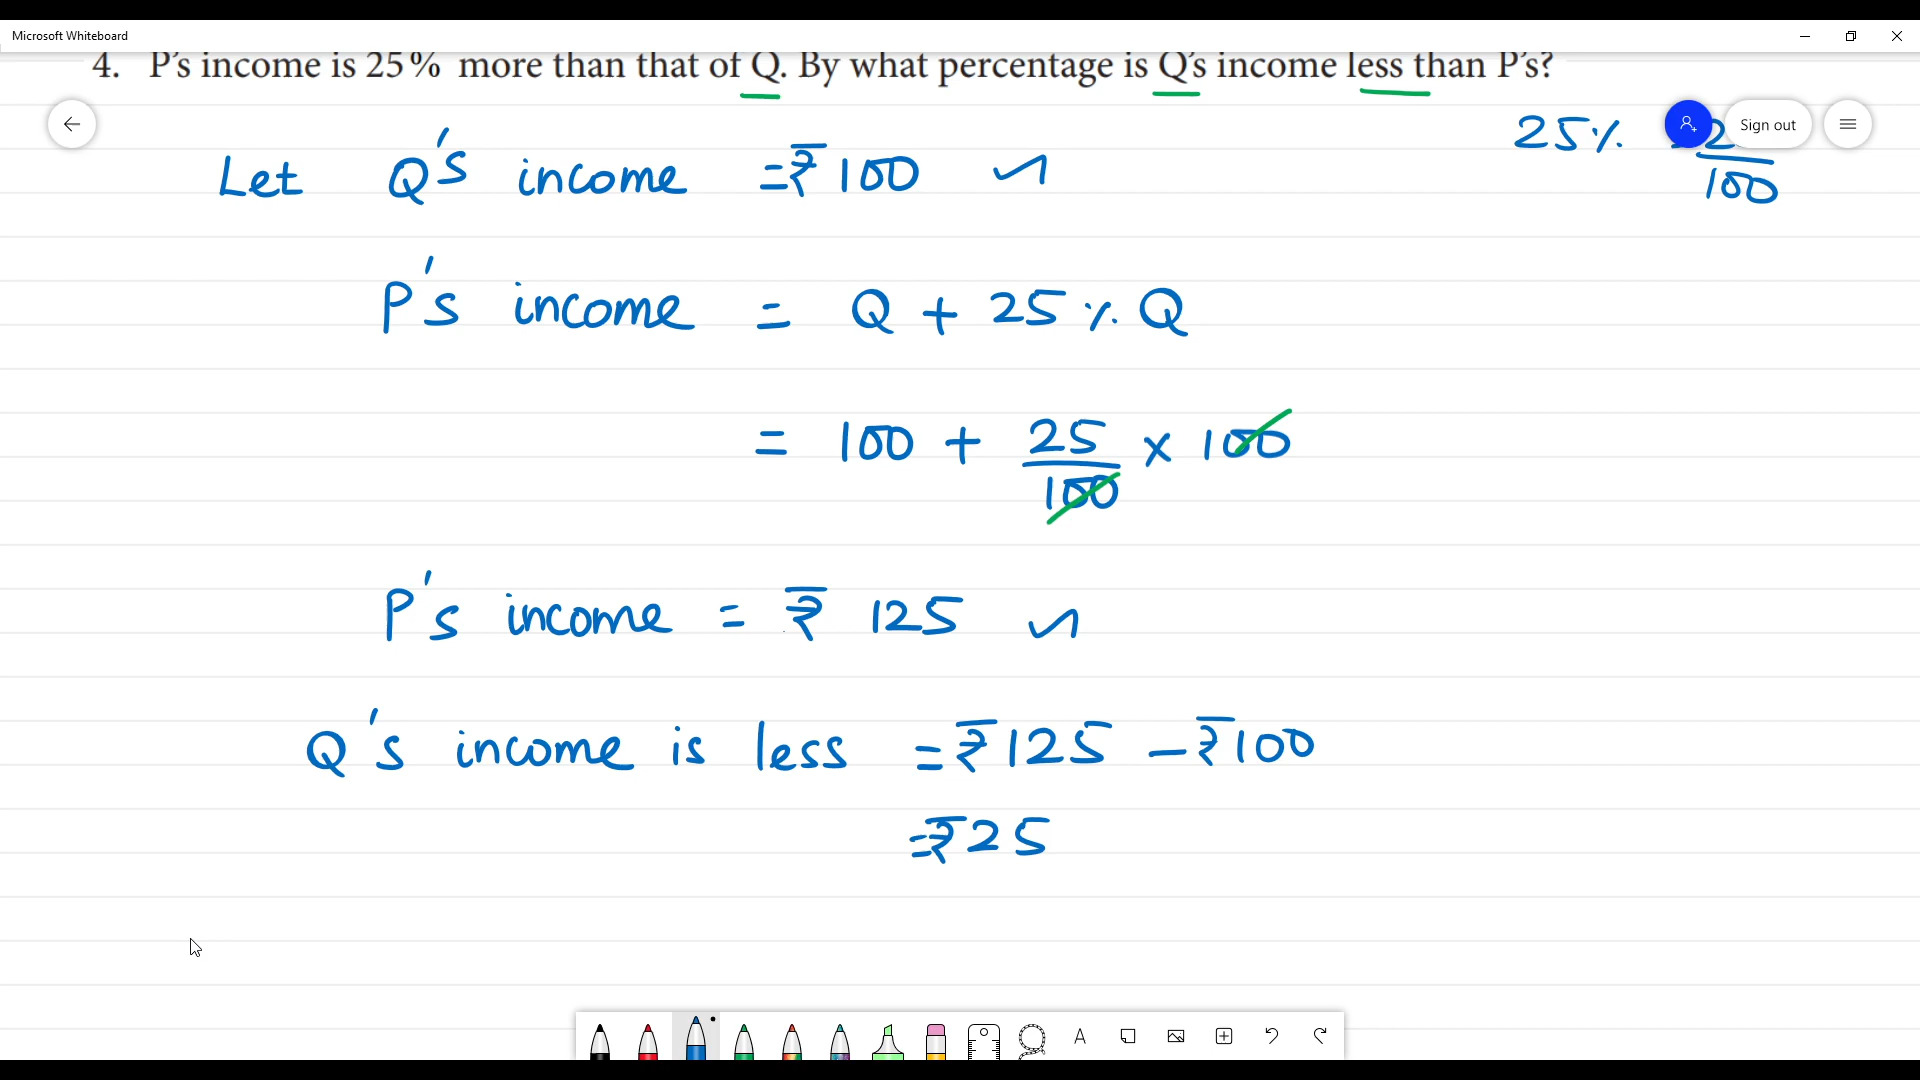 Microsoft Whiteboard
4. P's income is 25% more than that of Q. By what percentage is Q's income less than P's?
Sign out
25%
100
Let Q's income = ₹ 100
P's income = Q + 25% Q
= 100 + 25/100 × 100
P's income = ₹ 125
Q's income is less = ₹ 125 - ₹ 100
= ₹ 25
A